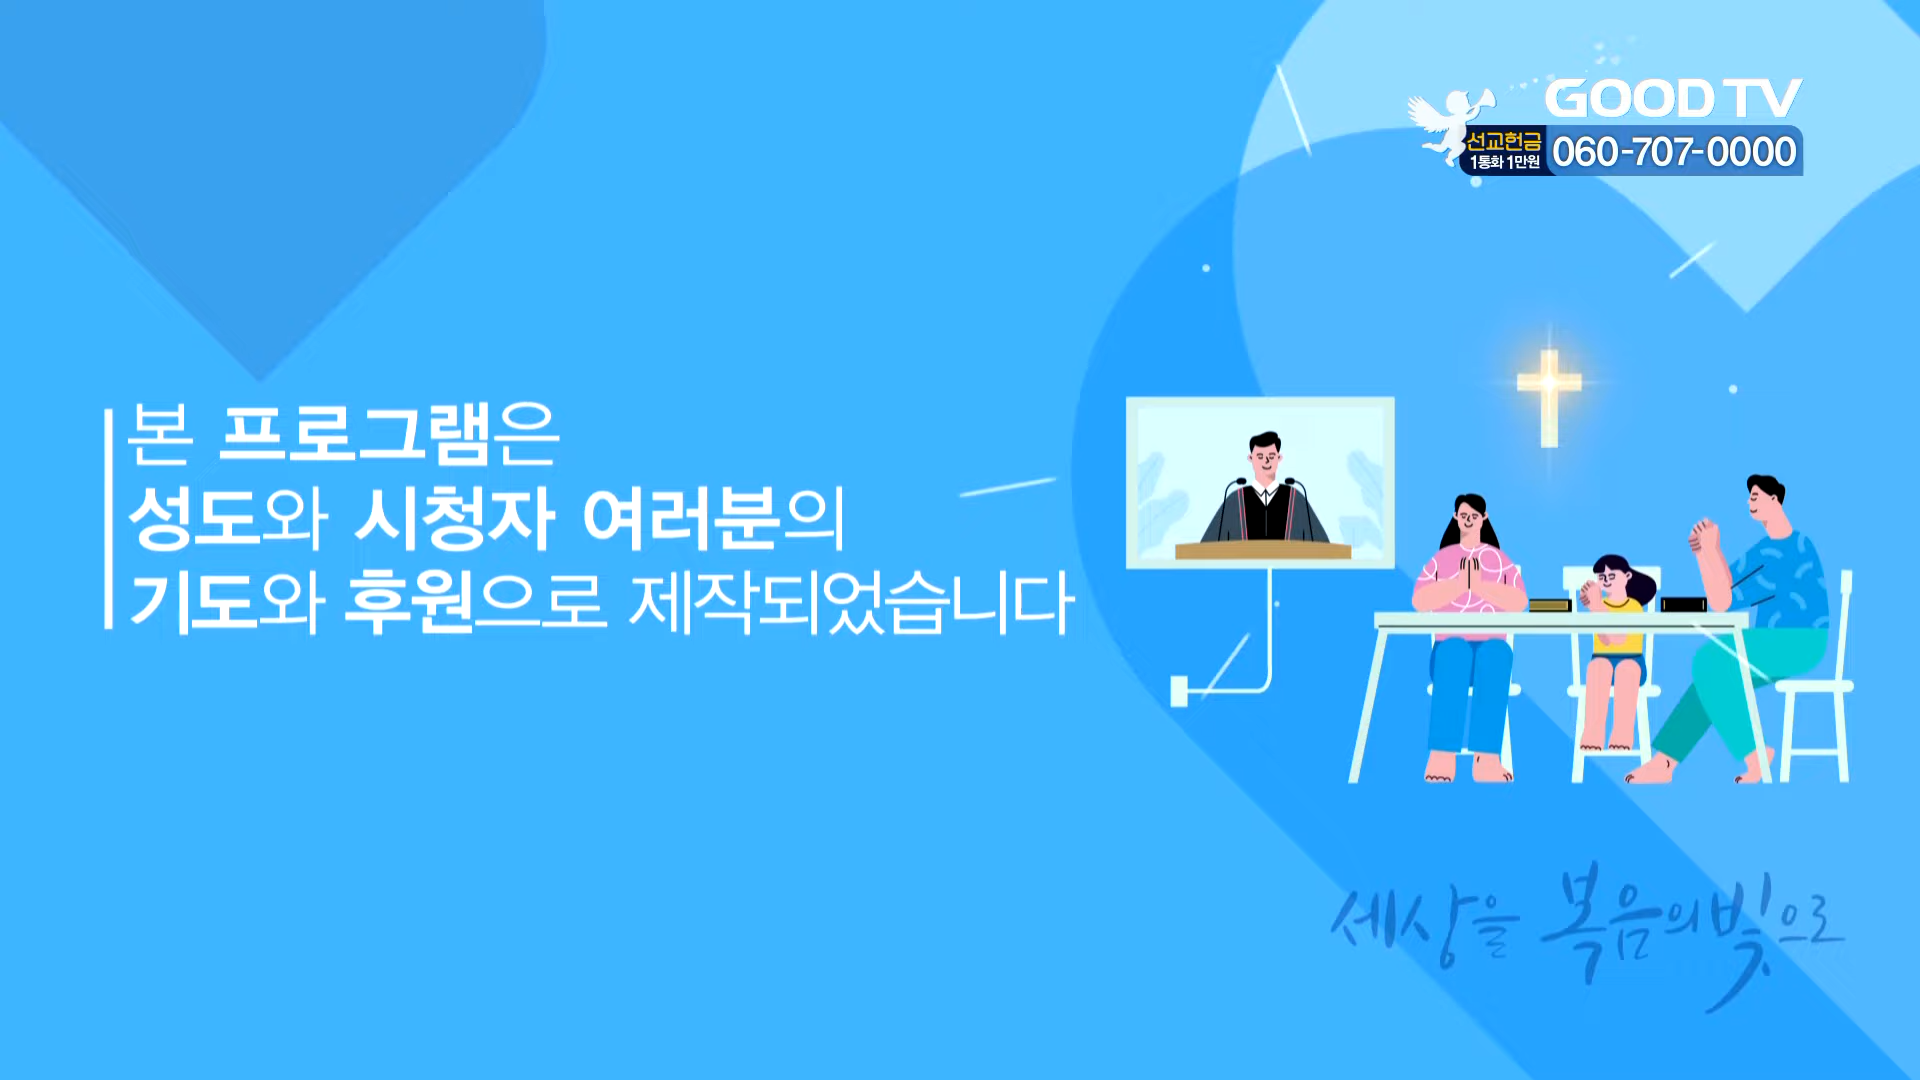 GOOD TV
선교헌금
1통화 1만원
060-707-0000
본 프로그램은
성도와 시청자 여러분의
기도와 후원으로 제작되었습니다
세상을 복음의 빛으로